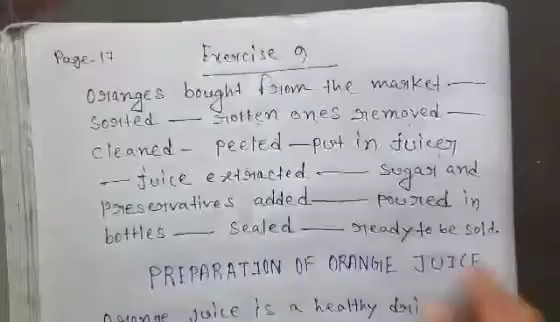 Page-17 Exercise 9
Oranges bought from the market —
sorted — rotten ones removed —
cleaned - peeled — put in juicer
— juice extracted — sugar and
preservatives added — poured in
bottles — sealed — ready to be sold.
PREPARATION OF ORANGE JUICE
Orange juice is a healthy